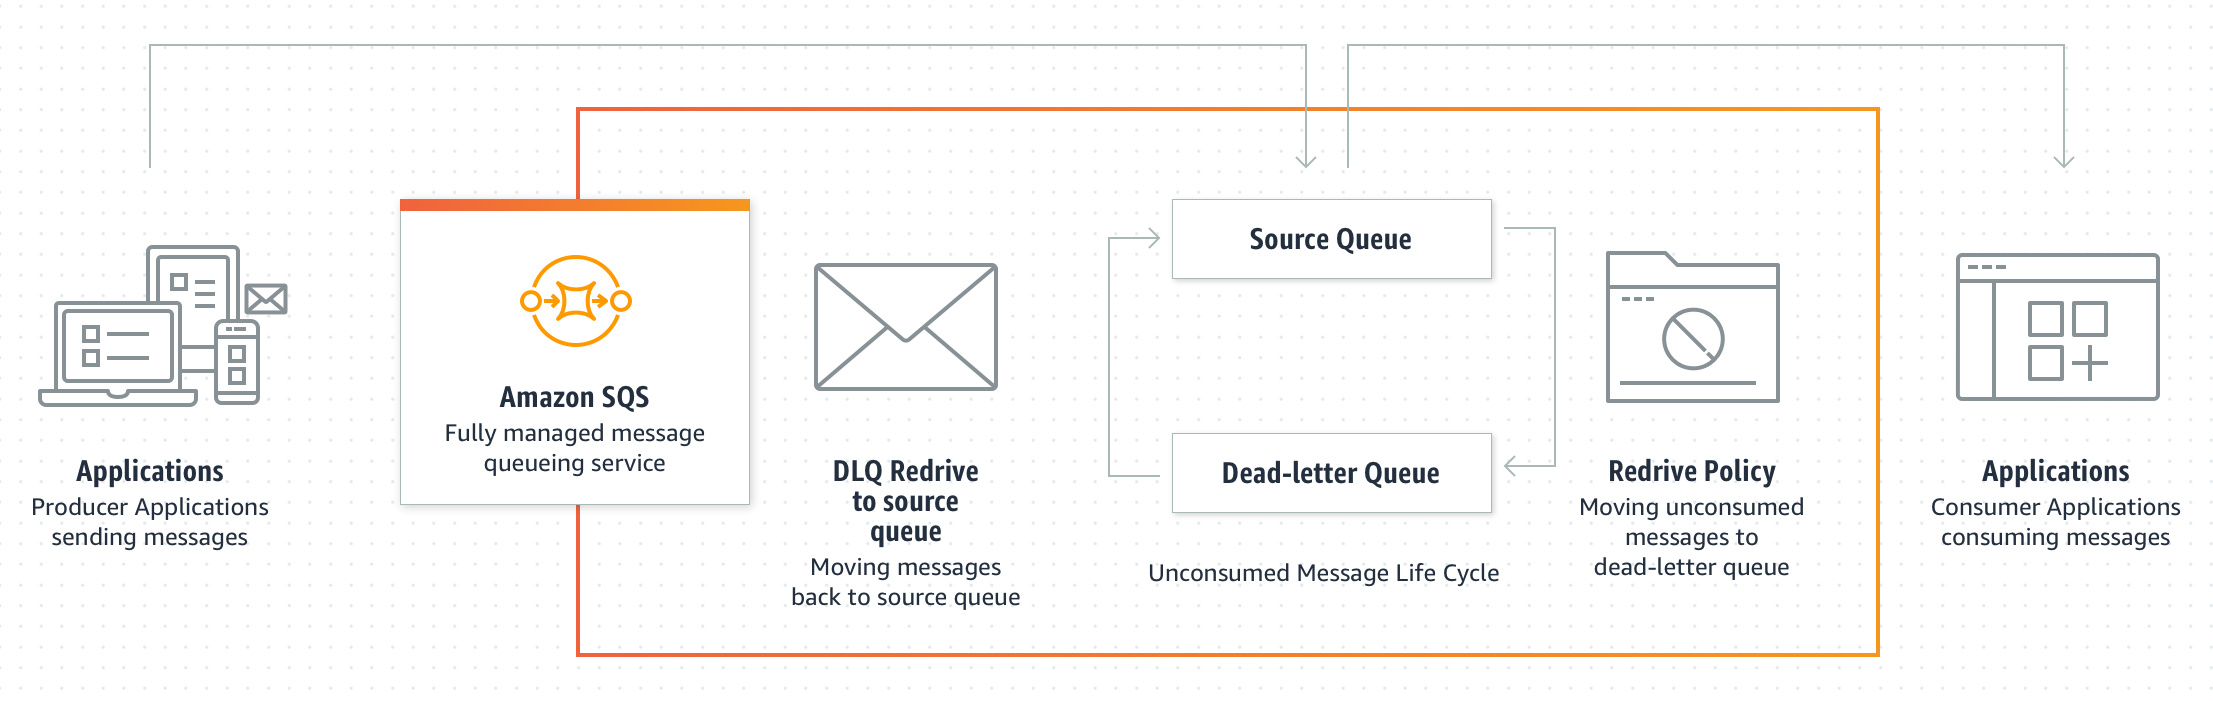 Applications
Producer Applications
sending messages
Amazon SQS
Fully managed message
queueing service
DLQ Redrive
to source
queue
Moving messages
back to source queue
Source Queue
Dead-letter Queue
Unconsumed Message Life Cycle
Redrive Policy
Moving unconsumed
messages to
dead-letter queue
Applications
Consumer Applications
consuming messages